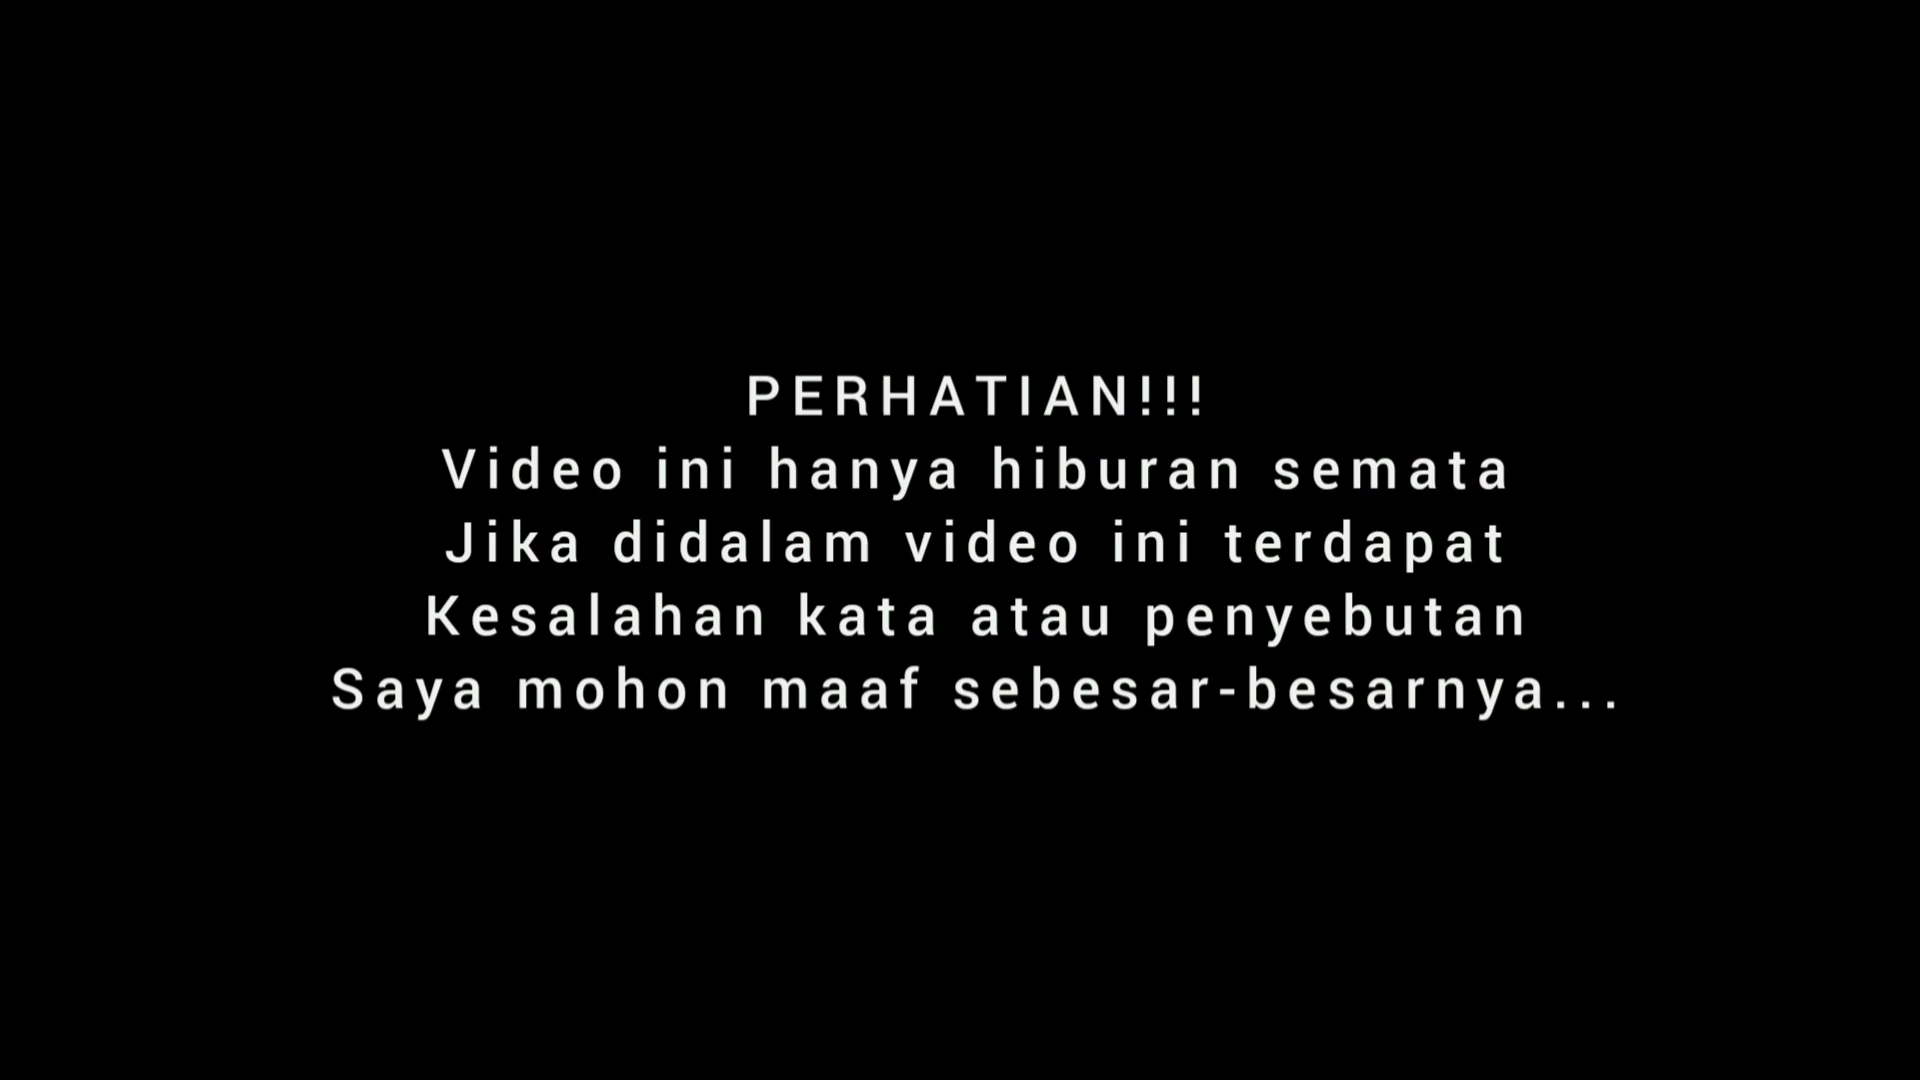 PERHATIAN!!!
Video ini hanya hiburan semata
Jika didalam video ini terdapat
Kesalahan kata atau penyebutan
Saya mohon maaf sebesar-besarnya...